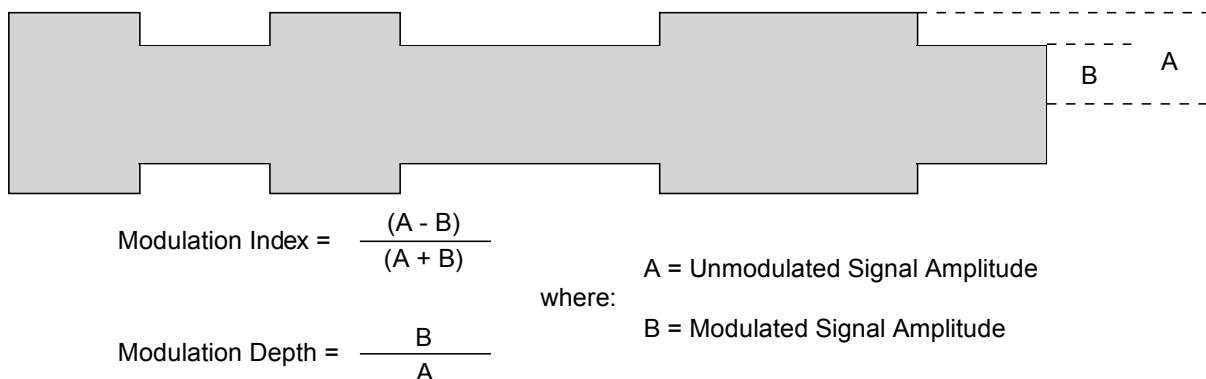 B
A
Modulation Index = (A - B)
(A + B)
A = Unmodulated Signal Amplitude
where:
B = Modulated Signal Amplitude
Modulation Depth = B
A